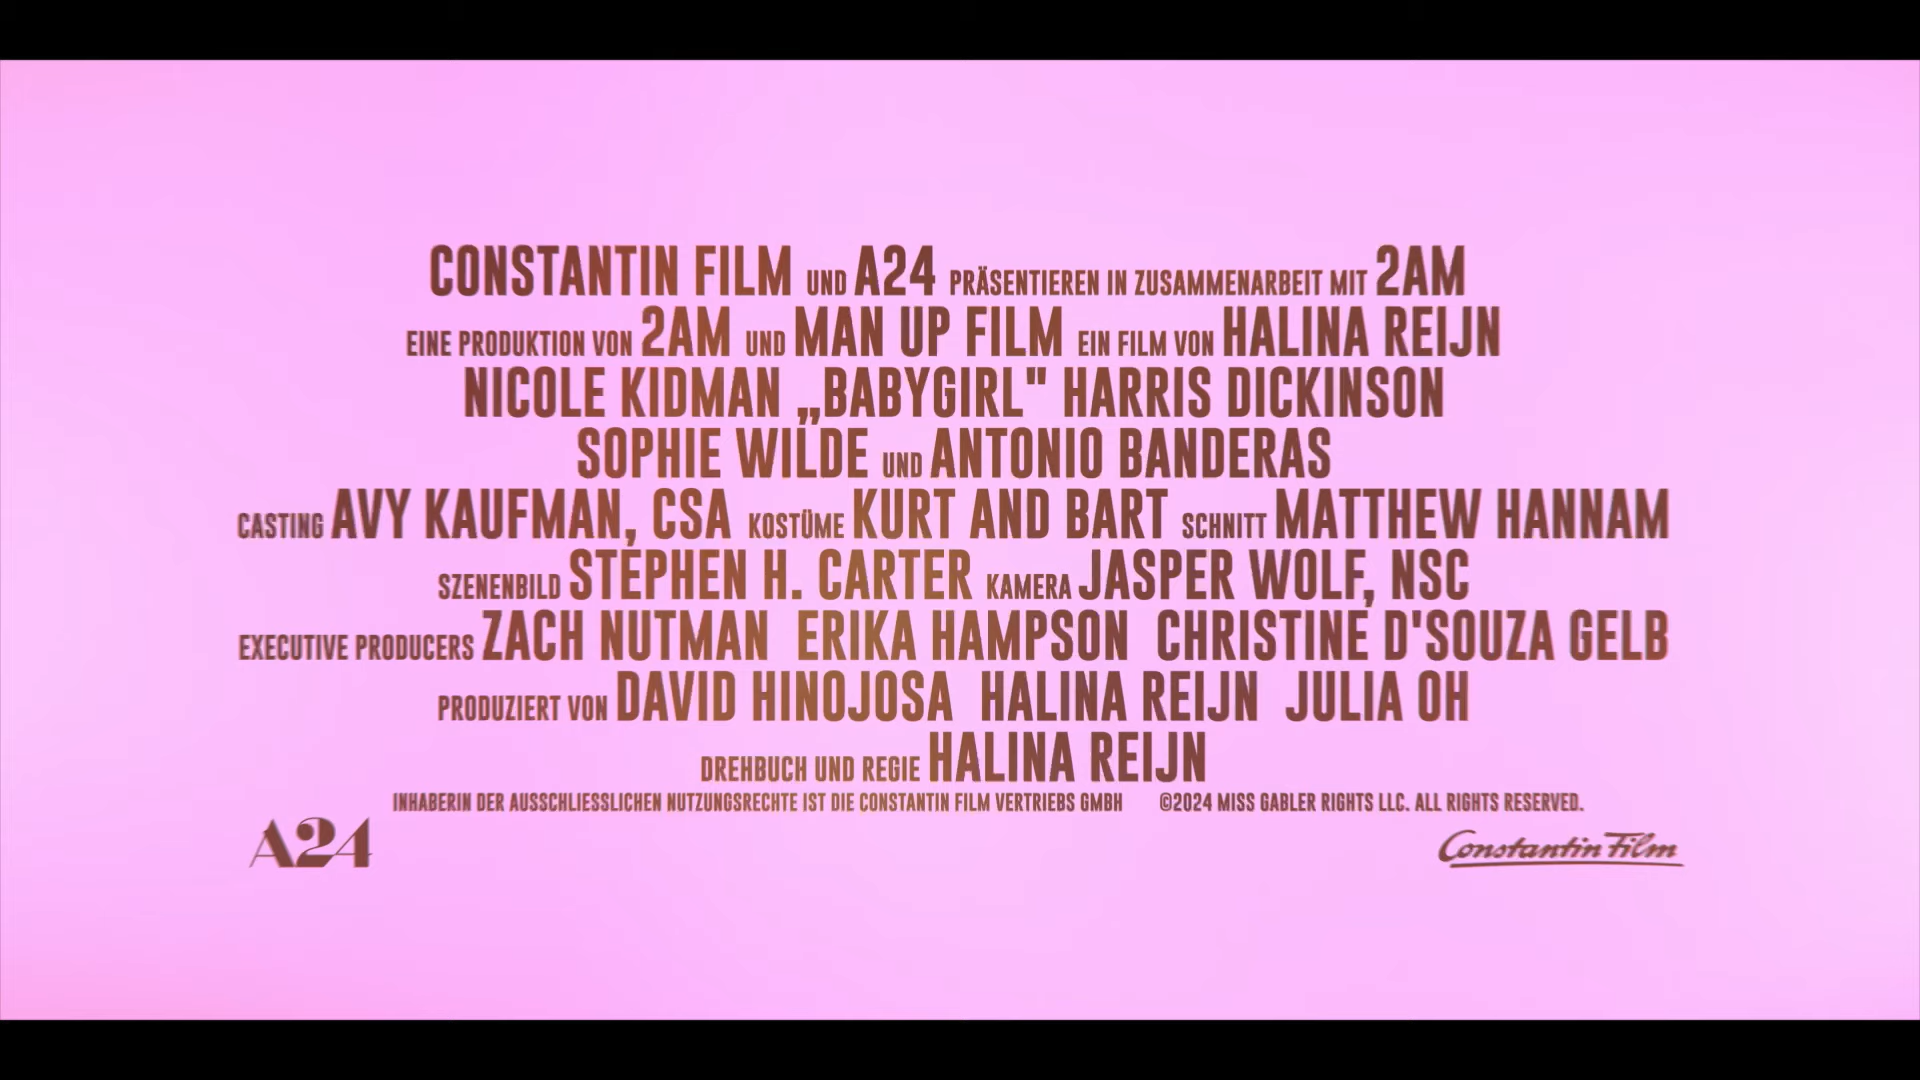 CONSTANTIN FILM UND A24 PRÄSENTIEREN IN ZUSAMMENARBEIT MIT 2AM
EINE PRODUKTION VON 2AM UND MAN UP FILM EIN FILM VON HALINA REIJN
NICOLE KIDMAN „BABYGIRL" HARRIS DICKINSON
SOPHIE WILDE UND ANTONIO BANDERAS
CASTING AVY KAUFMAN, CSA KOSTÜME KURT AND BART SCHNITT MATTHEW HANNAM
SZENENBILD STEPHEN H. CARTER KAMERA JASPER WOLF, NSC
EXECUTIVE PRODUCERS ZACH NUTMAN ERIKA HAMPSON CHRISTINE D'SOUZA GELB
PRODUZIERT VON DAVID HINOJOSA HALINA REIJN JULIA OH
DREHBUCH UND REGIE HALINA REIJN
INHABERIN DER AUSSCHLIESSLICHEN NUTZUNGSRECHTE IST DIE CONSTANTIN FILM VERTRIEBS GMBH ©2024 MISS GABLER RIGHTS LLC. ALL RIGHTS RESERVED.
A24 Constantin Film